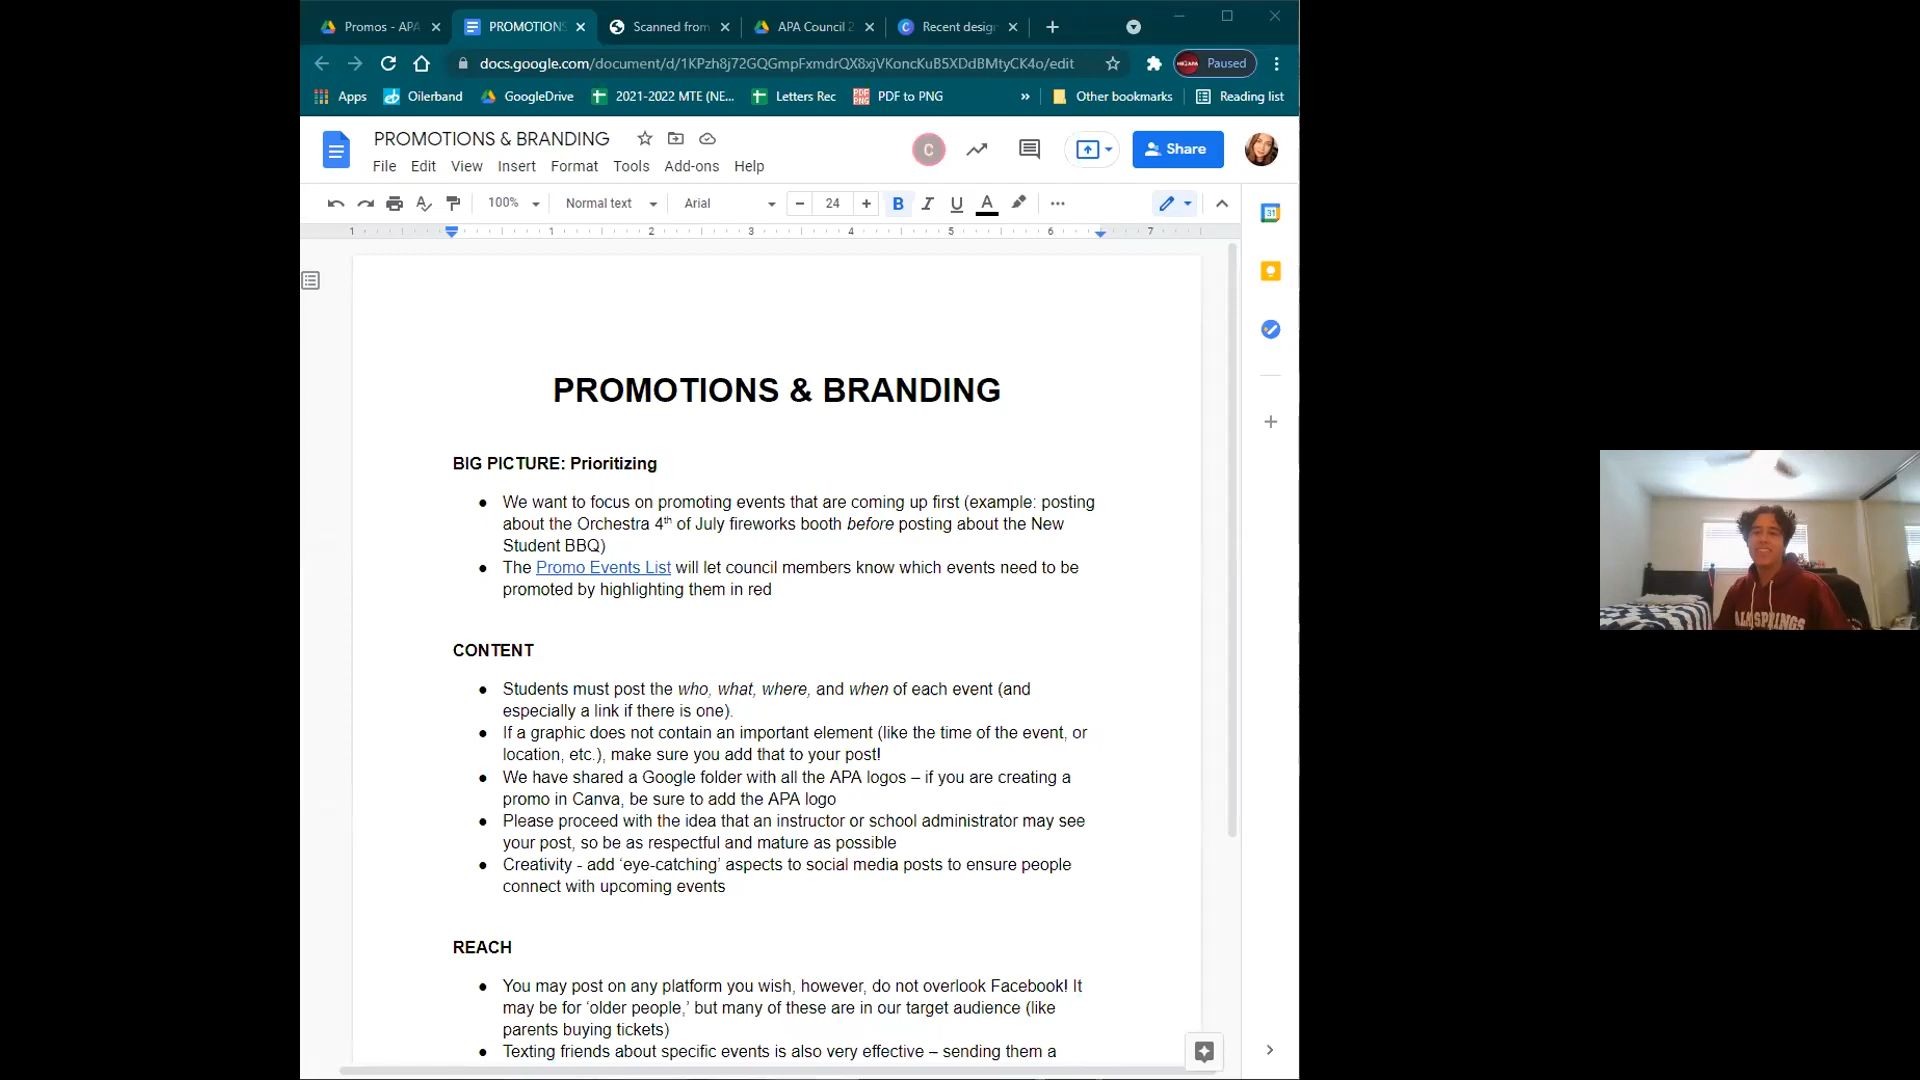 Promos - APA
PROMOTIONS
Scanned from
APA Council 2
Recent design
docs.google.com/document/d/1KPzh8j72GQGmpFxmdrQX8xjVKoncKuB5XDdBMtyCK4o/edit
Paused
Apps
Oilerband
GoogleDrive
2021-2022 MTE (NE...
Letters Rec
PDF to PNG
»
Other bookmarks
Reading list
PROMOTIONS & BRANDING
C
Share
File Edit View Insert Format Tools Add-ons Help
100% Normal text Arial - 24 + B I U A ...
1 1 2 3 4 5 6 7
31
PROMOTIONS & BRANDING
BIG PICTURE: Prioritizing
● We want to focus on promoting events that are coming up first (example: posting
about the Orchestra 4th of July fireworks booth before posting about the New
Student BBQ)
● The Promo Events List will let council members know which events need to be
promoted by highlighting them in red
CONTENT
● Students must post the who, what, where, and when of each event (and
especially a link if there is one).
● If a graphic does not contain an important element (like the time of the event, or
location, etc.), make sure you add that to your post!
● We have shared a Google folder with all the APA logos – if you are creating a
promo in Canva, be sure to add the APA logo
● Please proceed with the idea that an instructor or school administrator may see
your post, so be as respectful and mature as possible
● Creativity - add ‘eye-catching’ aspects to social media posts to ensure people
connect with upcoming events
REACH
● You may post on any platform you wish, however, do not overlook Facebook! It
may be for ‘older people,’ but many of these are in our target audience (like
parents buying tickets)
● Texting friends about specific events is also very effective – sending them a
ALM SPRINGS